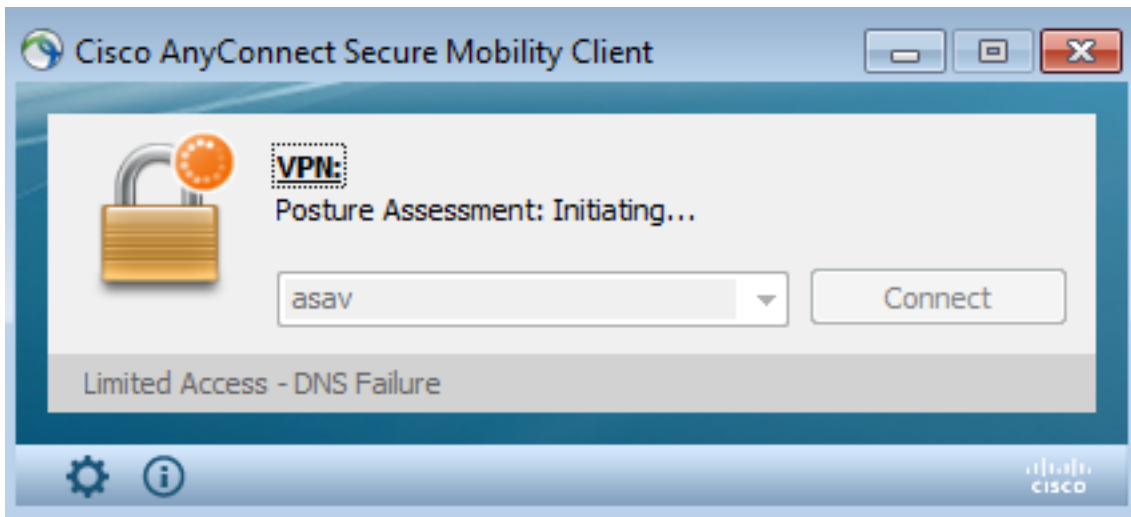 Cisco AnyConnect Secure Mobility Client
VPN:
Posture Assessment: Initiating...
asav
Connect
Limited Access - DNS Failure
CISCO